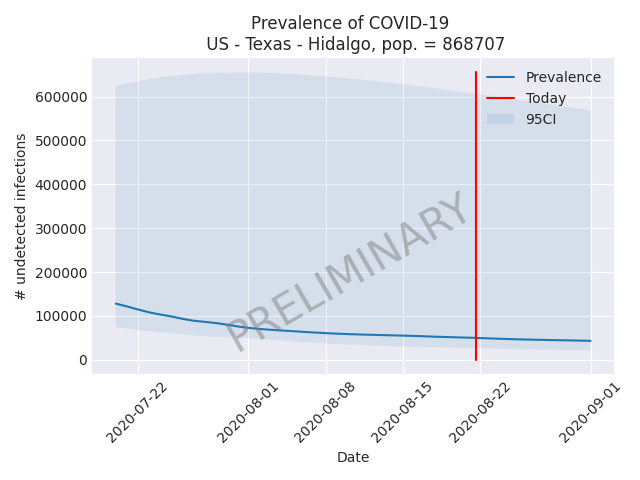 Prevalence of COVID-19
US - Texas - Hidalgo, pop. = 868707
Prevalence
Today
95CI
600000
500000
400000
300000
200000
100000
0
# undetected infections
PRELIMINARY
2020-07-22
2020-08-01
2020-08-08
2020-08-15
2020-08-22
2020-09-01
Date